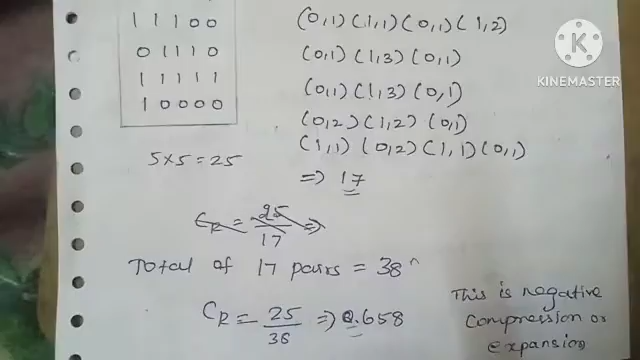 1 1 1 0 0
0 1 1 1 0
1 1 1 1 1
1 0 0 0 0
5 x 5 = 25
(0,1) (1,1) (0,1) (1,2)
(0,1) (1,3) (0,1)
(0,1) (1,3) (0,1)
(0,2) (1,2) (0,1)
(1,1) (0,2) (1,1) (0,1)
=> 17
CR = 25/17 =>
Total of 17 pairs = 38
CR = 25/38 => 0.658
This is negative
compression or
expansion
KINEMASTER